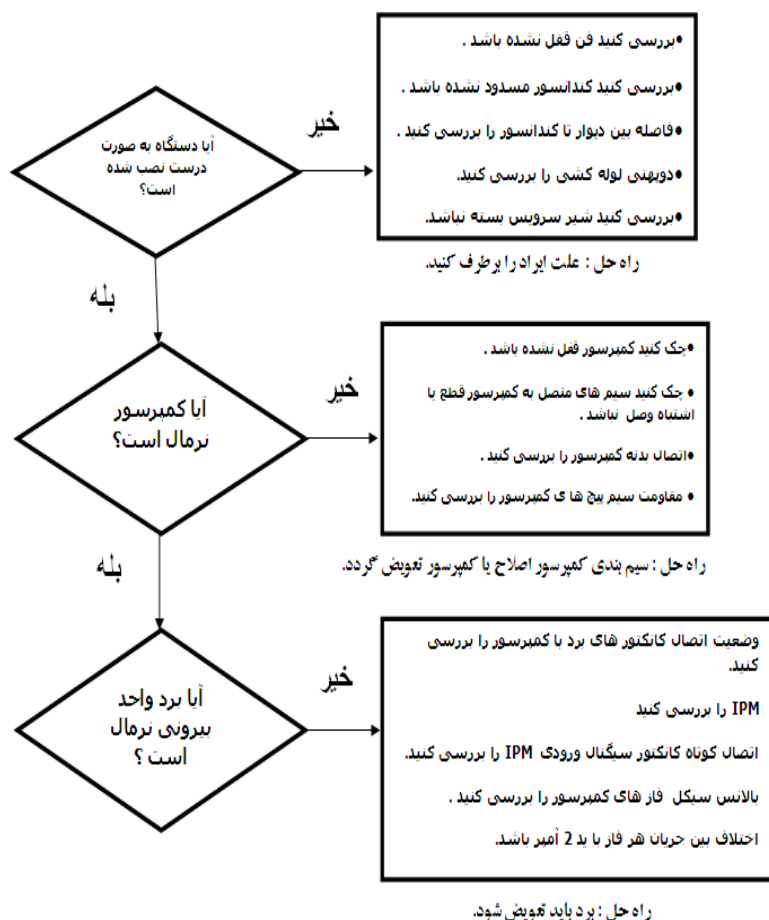 آیا دستگاه به صورت
درست نصب شده
است؟
خیر
●بررسی کنید فن قفل نشده باشد .
●بررسی کنید کندانسور مسدود نشده باشد .
●فاصله بین دیوار تا کندانسور را بررسی کنید .
●دوپهنی لوله کشی را بررسی کنید.
●بررسی کنید شیر سرویس بسته نباشد.
راه حل : علت ایراد را برطرف کنید.
بله
آیا کمپرسور
نرمال است؟
خیر
●چک کنید کمپرسور قفل نشده باشد .
● چک کنید سیم های متصل به کمپرسور قطع یا
اشتباه وصل نباشد .
●اتصال بدنه کمپرسور را بررسی کنید .
● مقاومت سیم پیچ ها ی کمپرسور را بررسی کنید.
راه حل : سیم بندی کمپرسور اصلاح یا کمپرسور تعویض گردد.
بله
آیا برد واحد
بیرونی نرمال
است ؟
خیر
وضعیت اتصال کانکتور های برد با کمپرسور را بررسی
کنید.
IPM را بررسی کنید
اتصال کوتاه کانکتور سیگنال ورودی IPM را بررسی کنید.
بالانس سیکل فاز های کمپرسور را بررسی کنید .
اختلاف بین جریان هر فاز با ید 2 آمپر باشد.
راه حل : برد باید تعویض شود.